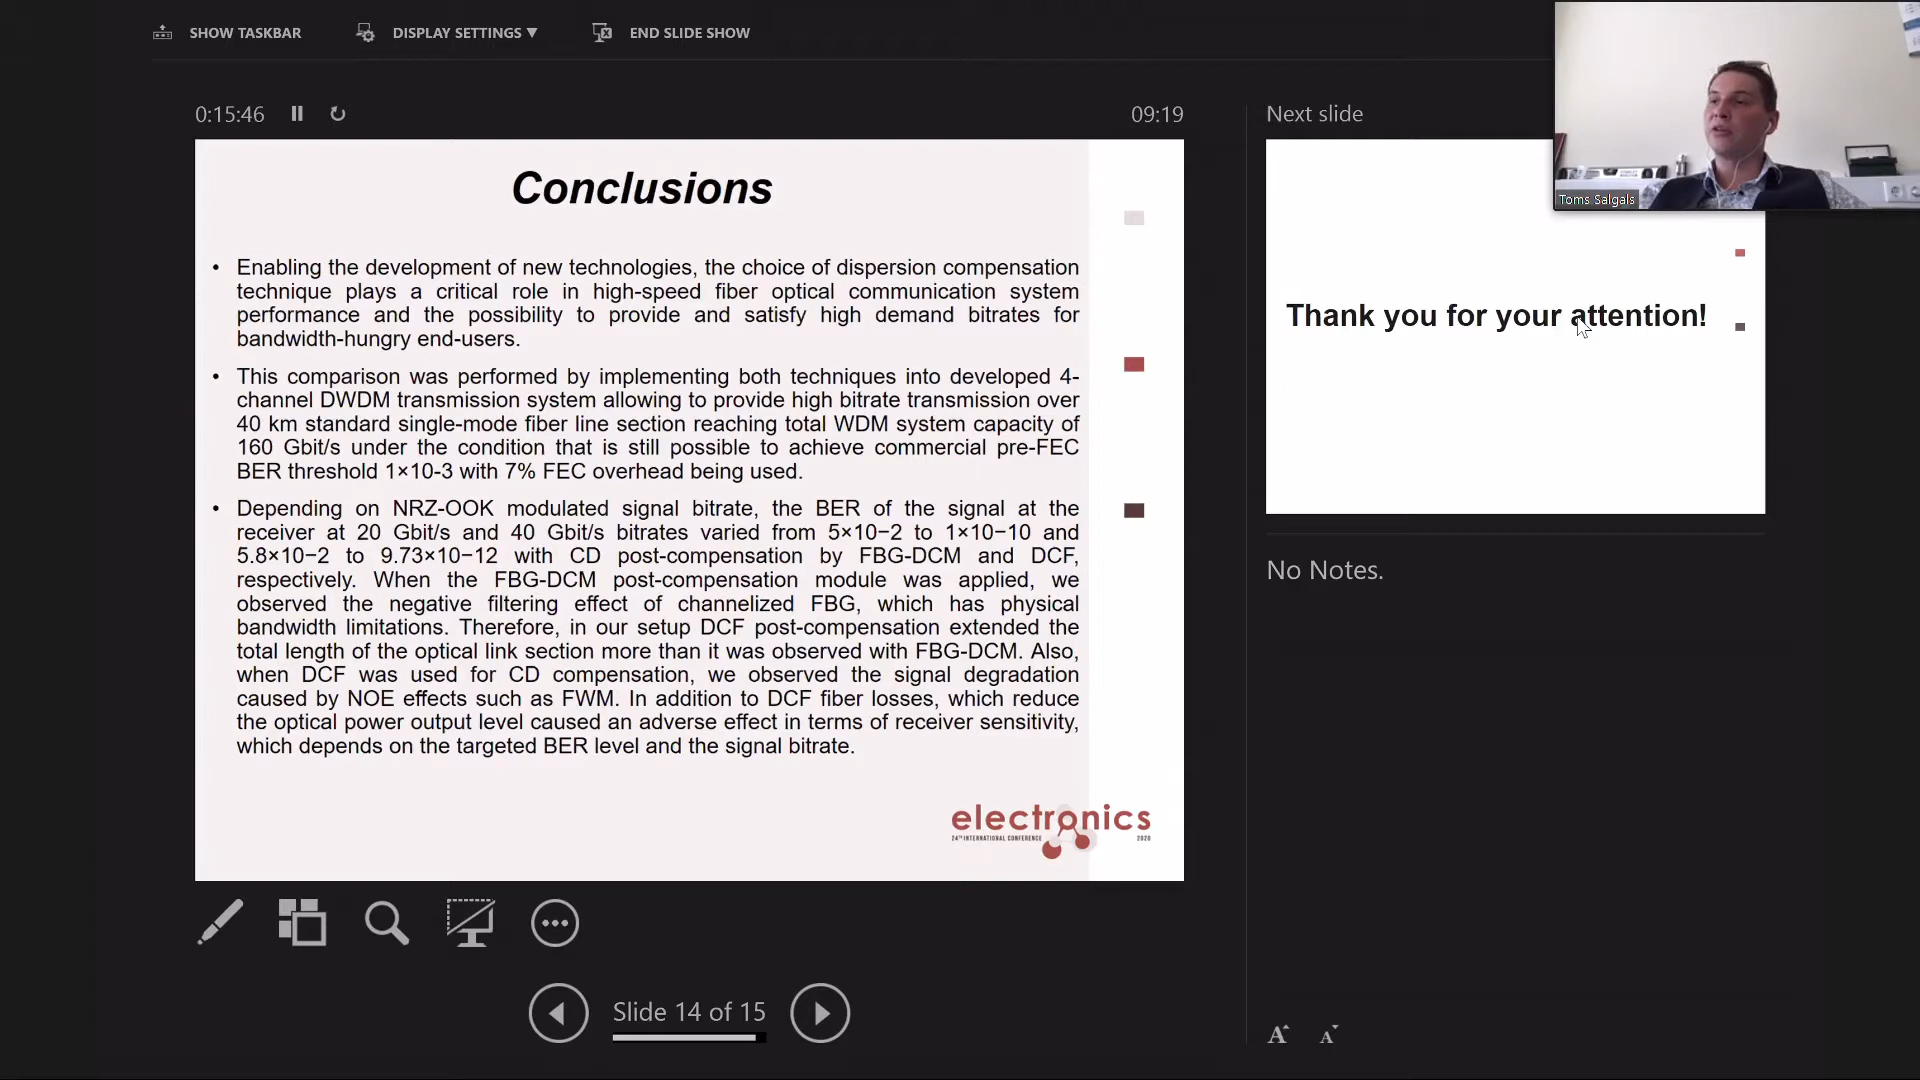 SHOW TASKBAR
DISPLAY SETTINGS ▼
END SLIDE SHOW
0:15:46
09:19
Next slide
Toms Salgals
Conclusions
• Enabling the development of new technologies, the choice of dispersion compensation
technique plays a critical role in high-speed fiber optical communication system
performance and the possibility to provide and satisfy high demand bitrates for
bandwidth-hungry end-users.
• This comparison was performed by implementing both techniques into developed 4-
channel DWDM transmission system allowing to provide high bitrate transmission over
40 km standard single-mode fiber line section reaching total WDM system capacity of
160 Gbit/s under the condition that is still possible to achieve commercial pre-FEC
BER threshold 1×10-3 with 7% FEC overhead being used.
• Depending on NRZ-OOK modulated signal bitrate, the BER of the signal at the
receiver at 20 Gbit/s and 40 Gbit/s bitrates varied from 5×10−2 to 1×10−10 and
5.8×10−2 to 9.73×10−12 with CD post-compensation by FBG-DCM and DCF,
respectively. When the FBG-DCM post-compensation module was applied, we
observed the negative filtering effect of channelized FBG, which has physical
bandwidth limitations. Therefore, in our setup DCF post-compensation extended the
total length of the optical link section more than it was observed with FBG-DCM. Also,
when DCF was used for CD compensation, we observed the signal degradation
caused by NOE effects such as FWM. In addition to DCF fiber losses, which reduce
the optical power output level caused an adverse effect in terms of receiver sensitivity,
which depends on the targeted BER level and the signal bitrate.
electronics
24TH INTERNATIONAL CONFERENCE 2020
Thank you for your attention!
No Notes.
Slide 14 of 15
A A